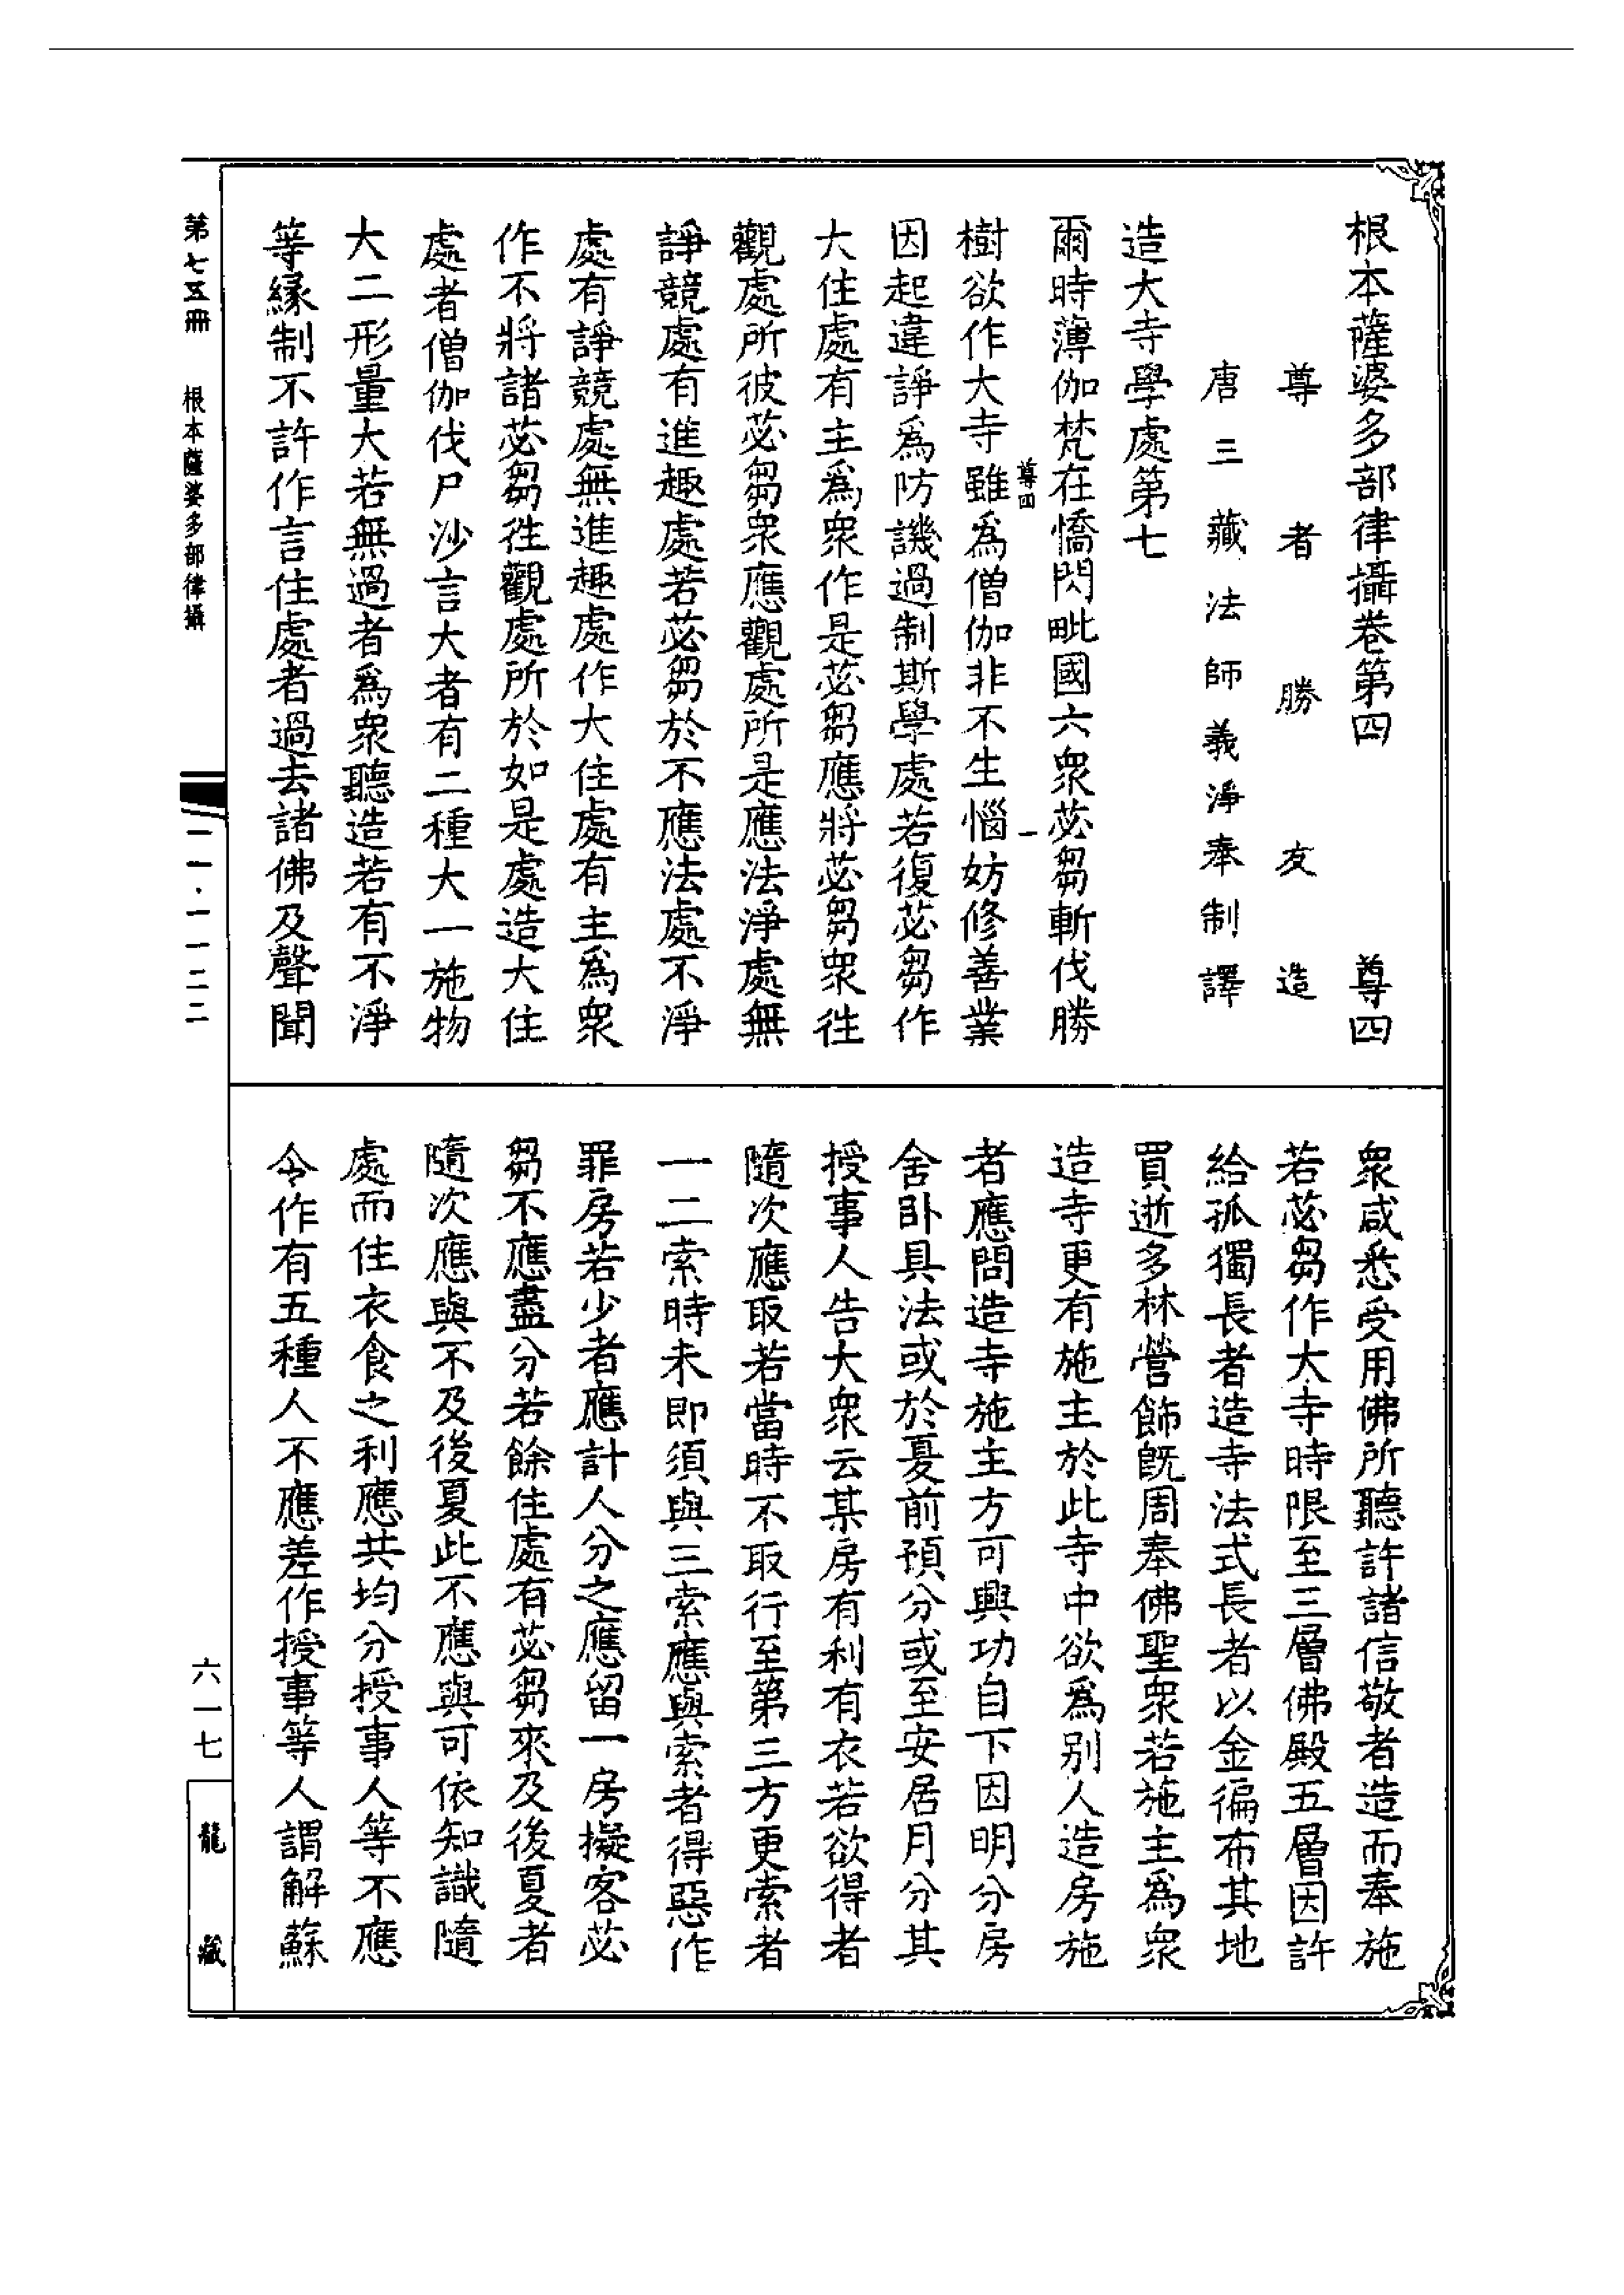 根本薩婆多部律攝卷第四　尊四
尊者勝友造
唐三藏法師義淨奉制譯
造大寺學處第七
爾時薄伽梵在憍閃毗國六衆苾芻斬伐勝
尊四　一
樹欲作大寺雖爲僧伽非不生惱妨修善業
因起違諍爲防譏過制斯學處若復苾芻作
大住處有主爲衆作是苾芻應將苾芻衆徃
觀處所彼苾芻衆應觀處所是應法淨處無
諍競處有進趣處若苾芻於不應法處不淨
處有諍競處無進趣處作大住處有主爲衆
作不將諸苾芻徃觀處所於如是處造大住
處者僧伽伐尸沙言大者有二種大一施物
大二形量大若無過者爲衆聽造若有不淨
等緣制不許作言住處者過去諸佛及聲聞
衆咸悉受用佛所聽許諸信敬者造而奉施
若苾芻作大寺時限至三層佛殿五層因許
給孤獨長者造寺法式長者以金徧布其地
買逝多林營飾旣周奉佛聖衆若施主爲衆
造寺更有施主於此寺中欲爲别人造房施
者應問造寺施主方可興功自下因明分房
舍卧具法或於夏前預分或至安居月分其
授事人告大衆云某房有利有衣若欲得者
隨次應取若當時不取行至第三方更索者
一二索時未即須與三索應與索者得惡作
罪房若少者應計人分之應留一房擬客苾
芻不應盡分若餘住處有苾芻來及後夏者
隨次應與不及後夏此不應與可依知識隨
處而住衣食之利應共均分授事人等不應
令作有五種人不應差作授事等人謂解蘇
第七五冊　根本薩婆多部律攝
一一·一一二二
六一七
龍藏